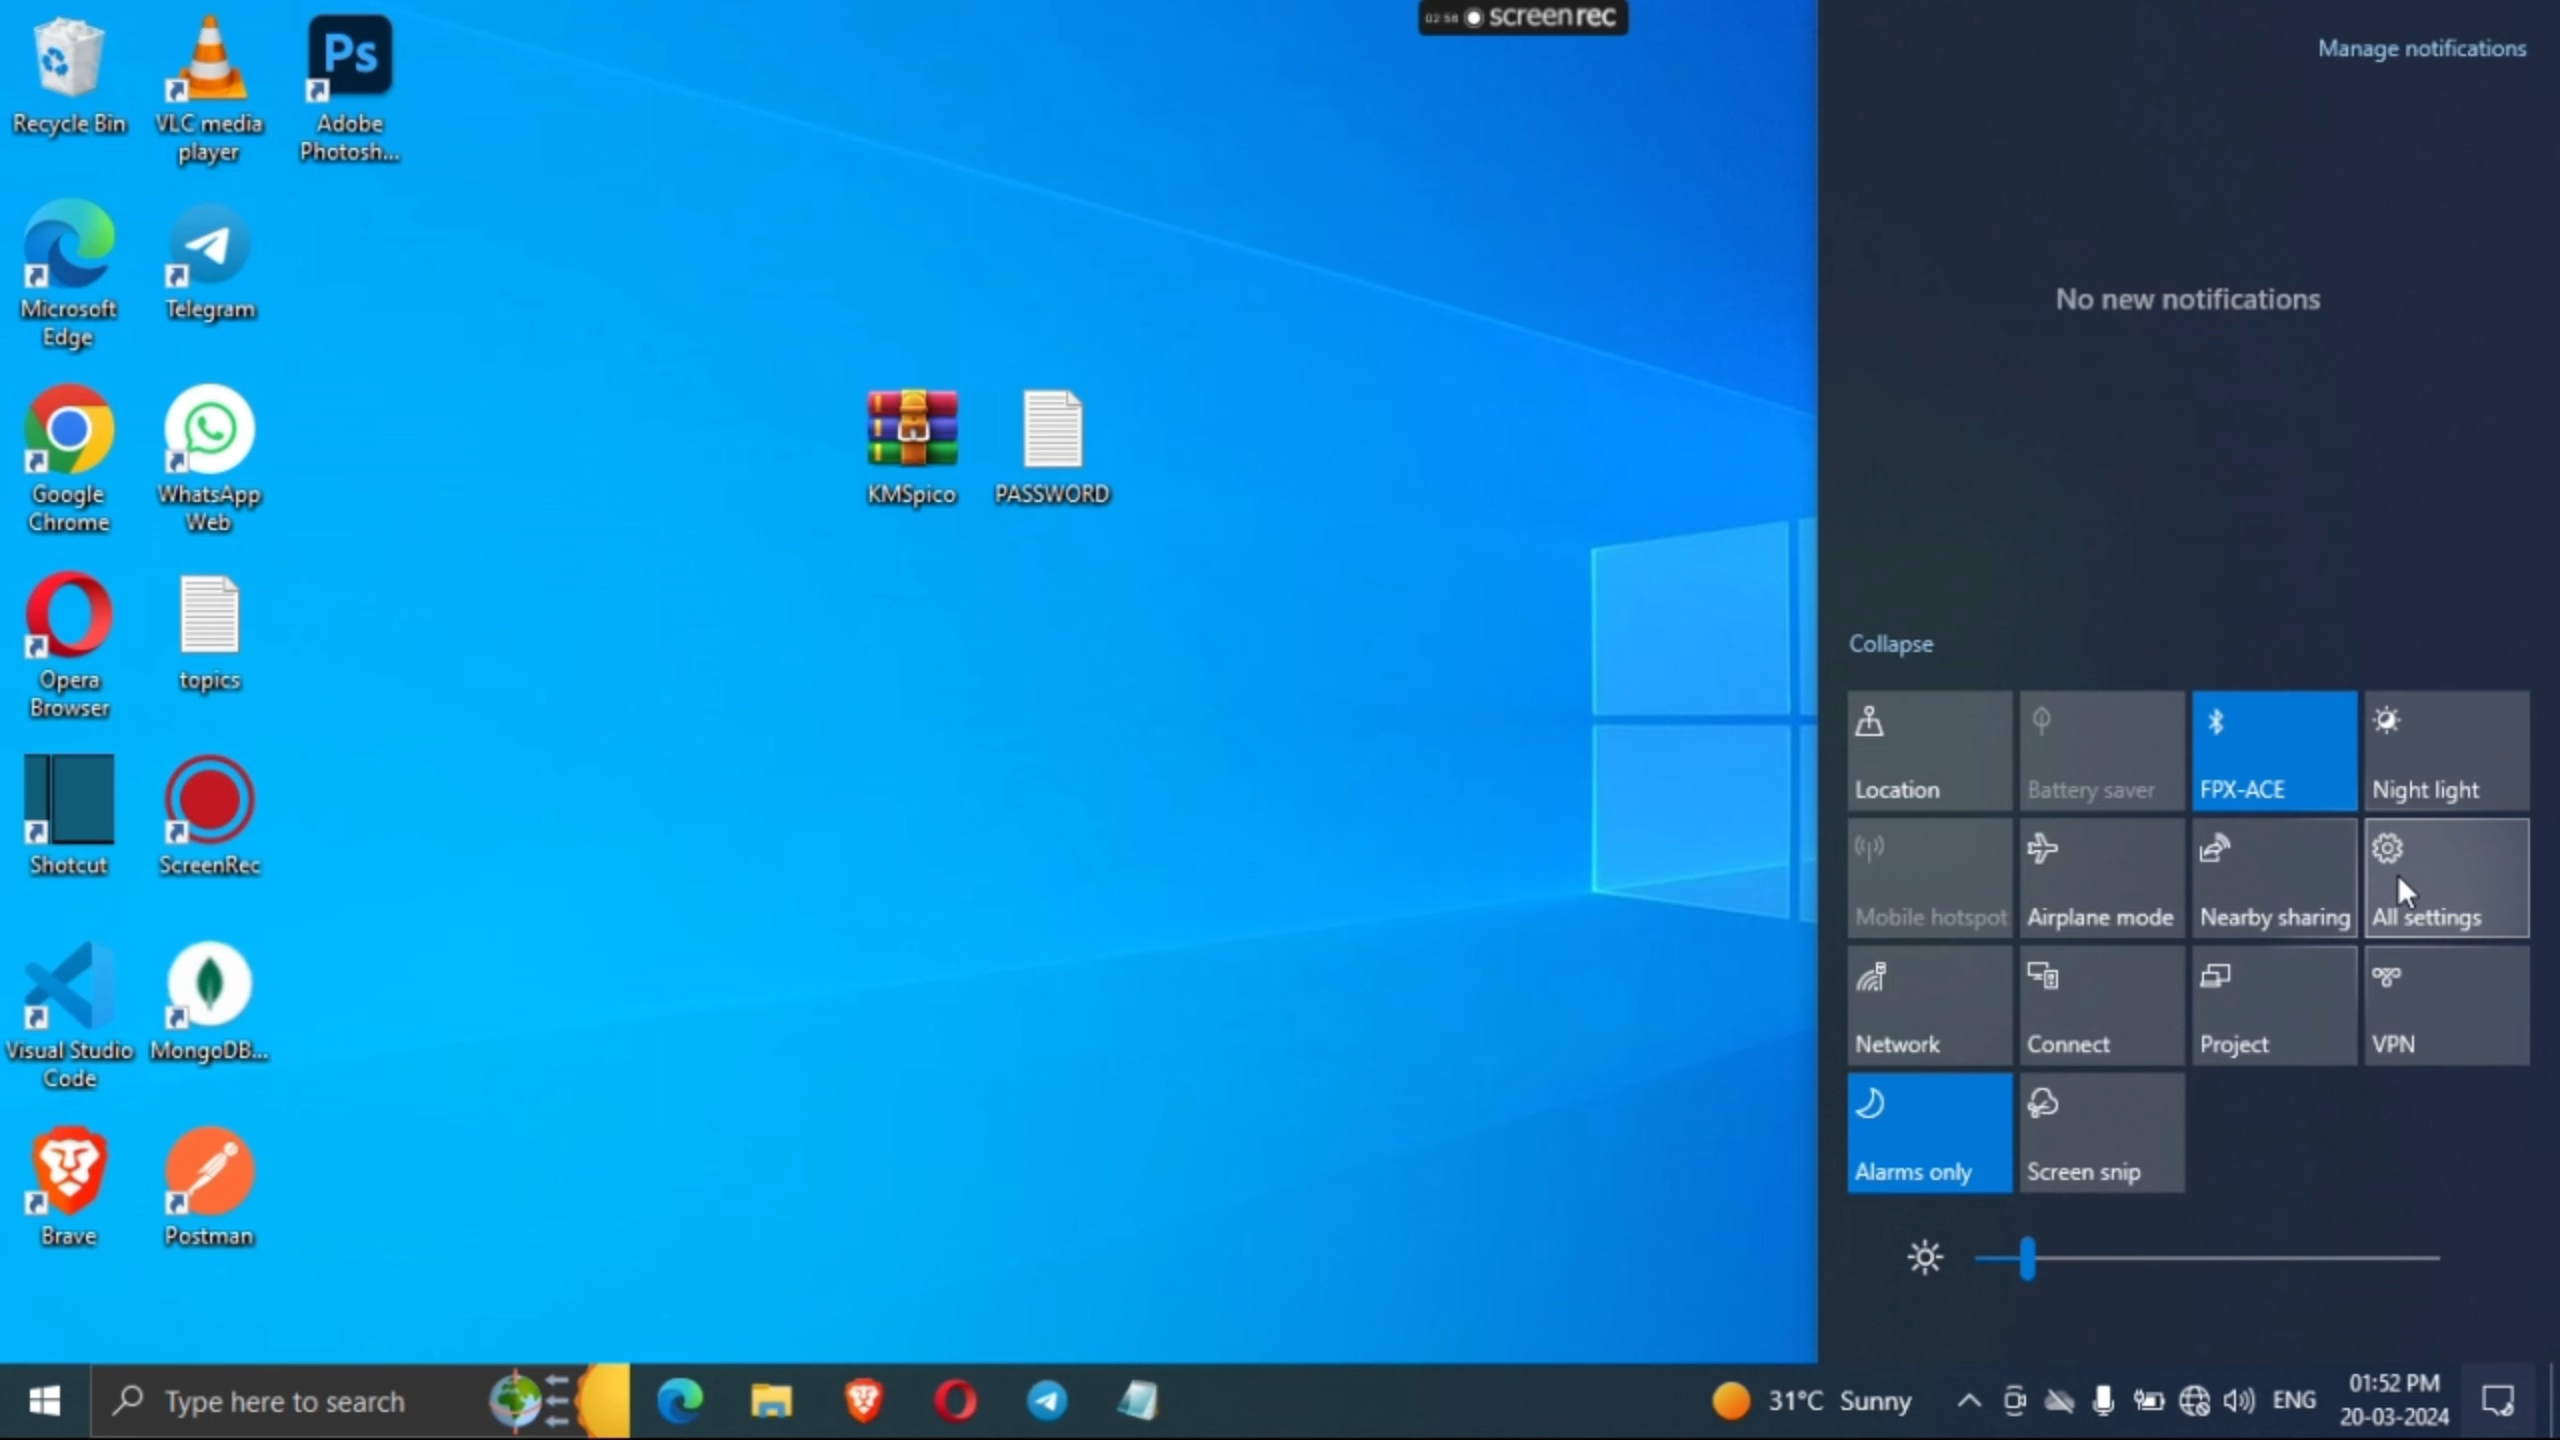 02:58 screenrec
Manage notifications
Recycle Bin
VLC media
player
Ps
Adobe
Photosh...
No new notifications
Microsoft
Edge
Telegram
Google
Chrome
WhatsApp
Web
KMSpico
PASSWORD
Opera
Browser
topics
Collapse
Location
Battery saver
FPX-ACE
Night light
Shotcut
ScreenRec
Mobile hotspot
Airplane mode
Nearby sharing
All settings
Visual Studio
Code
MongoDB...
Network
Connect
Project
VPN
Brave
Postman
Alarms only
Screen snip
Type here to search
31°C Sunny
ENG
01:52 PM
20-03-2024